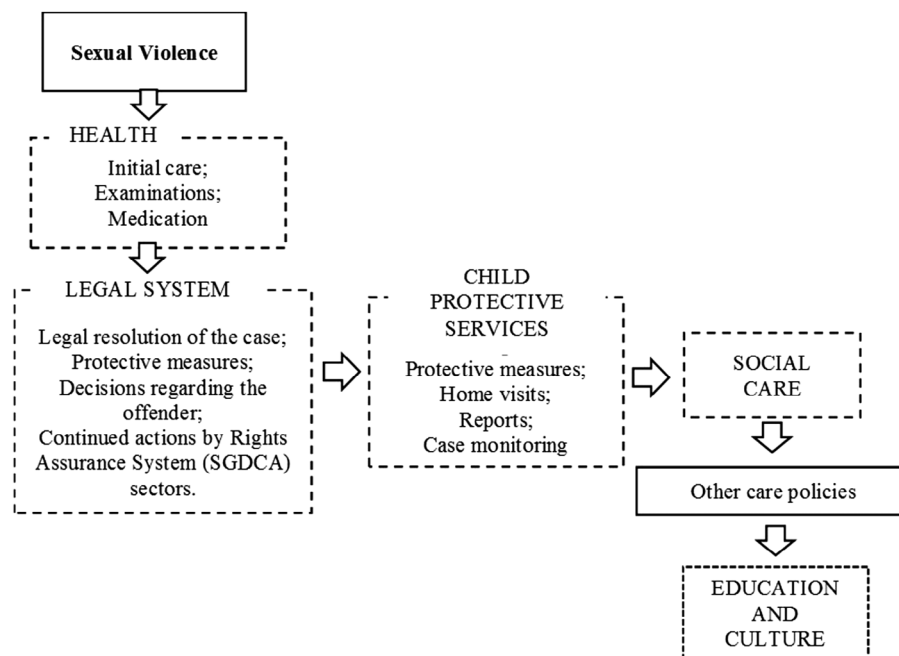 Sexual Violence
HEALTH
Initial care;
Examinations;
Medication
LEGAL SYSTEM
Legal resolution of the case;
Protective measures;
Decisions regarding the
offender;
Continued actions by Rights
Assurance System (SGDCA)
sectors.
CHILD
PROTECTIVE
SERVICES
Protective measures;
Home visits;
Reports;
Case monitoring
SOCIAL
CARE
Other care policies
EDUCATION
AND
CULTURE